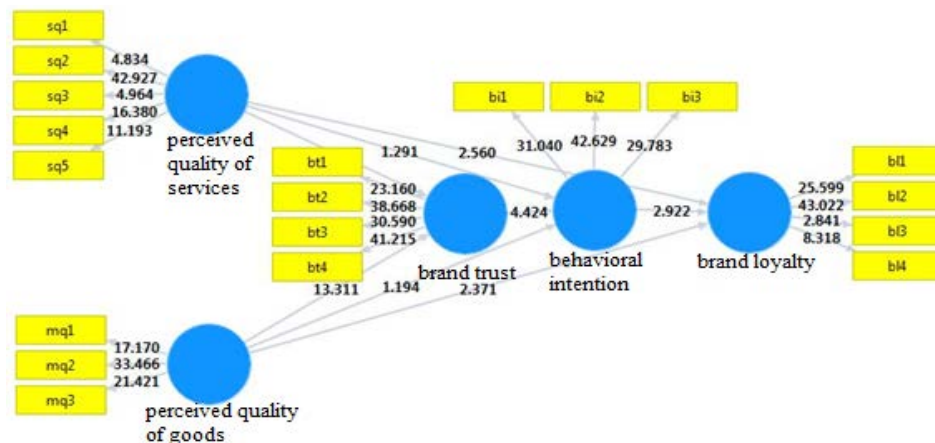 sq1
sq2
sq3
sq4
sq5
4.834
42.927
4.964
16.380
11.193
perceived
quality of
services
bi1
bi2
bi3
31.040
42.629
29.783
1.291
2.560
bt1
bt2
bt3
bt4
23.160
38.668
30.590
41.215
4.424
2.922
bl1
bl2
bl3
bl4
25.599
43.022
2.841
8.318
brand trust
behavioral
intention
brand loyalty
13.311
1.194
2.371
mq1
mq2
mq3
17.170
33.466
21.421
perceived quality
of goods